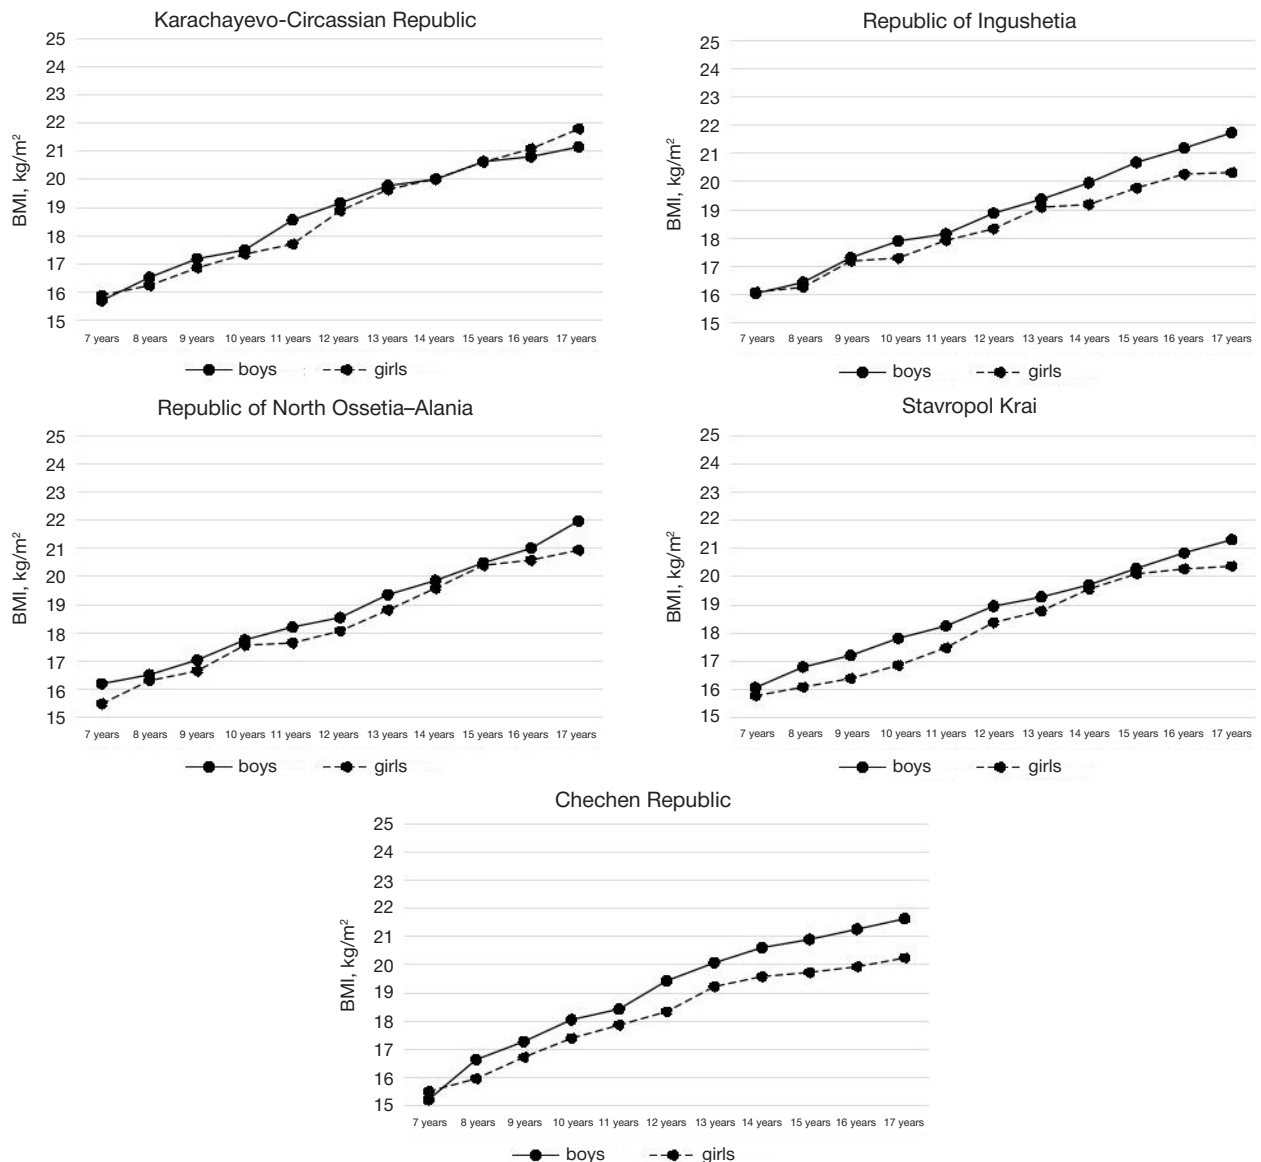 Karachayevo-Circassian Republic
25
24
23
22
21
20
19
18
17
16
15
BMI, kg/m²
7 years 8 years 9 years 10 years 11 years 12 years 13 years 14 years 15 years 16 years 17 years
boys girls
Republic of Ingushetia
25
24
23
22
21
20
19
18
17
16
15
BMI, kg/m²
7 years 8 years 9 years 10 years 11 years 12 years 13 years 14 years 15 years 16 years 17 years
boys girls
Republic of North Ossetia–Alania
25
24
23
22
21
20
19
18
17
16
15
BMI, kg/m²
7 years 8 years 9 years 10 years 11 years 12 years 13 years 14 years 15 years 16 years 17 years
boys girls
Stavropol Krai
25
24
23
22
21
20
19
18
17
16
15
BMI, kg/m²
7 years 8 years 9 years 10 years 11 years 12 years 13 years 14 years 15 years 16 years 17 years
boys girls
Chechen Republic
25
24
23
22
21
20
19
18
17
16
15
BMI, kg/m²
7 years 8 years 9 years 10 years 11 years 12 years 13 years 14 years 15 years 16 years 17 years
boys girls